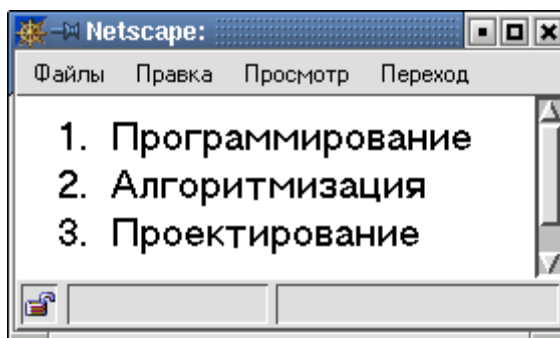 Netscape:
Файлы Правка Просмотр Переход
1. Программирование
2. Алгоритмизация
3. Проектирование